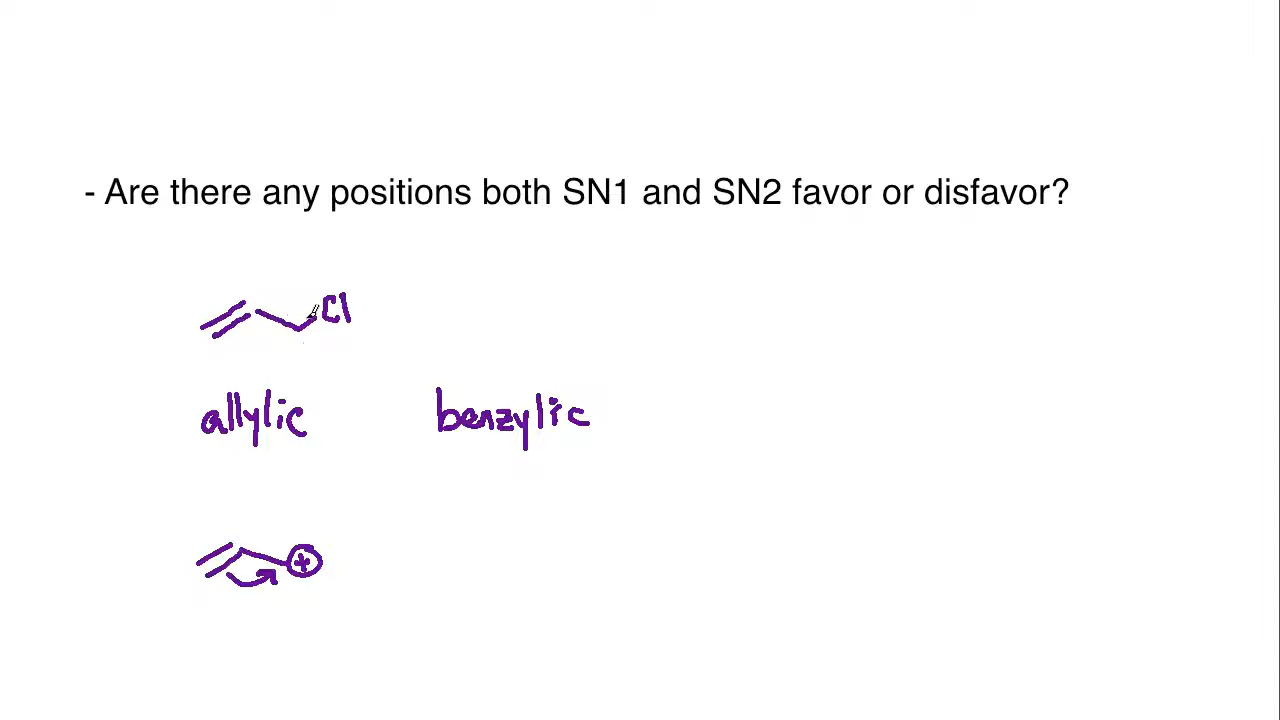 - Are there any positions both SN1 and SN2 favor or disfavor?
Cl
allylic benzylic
+